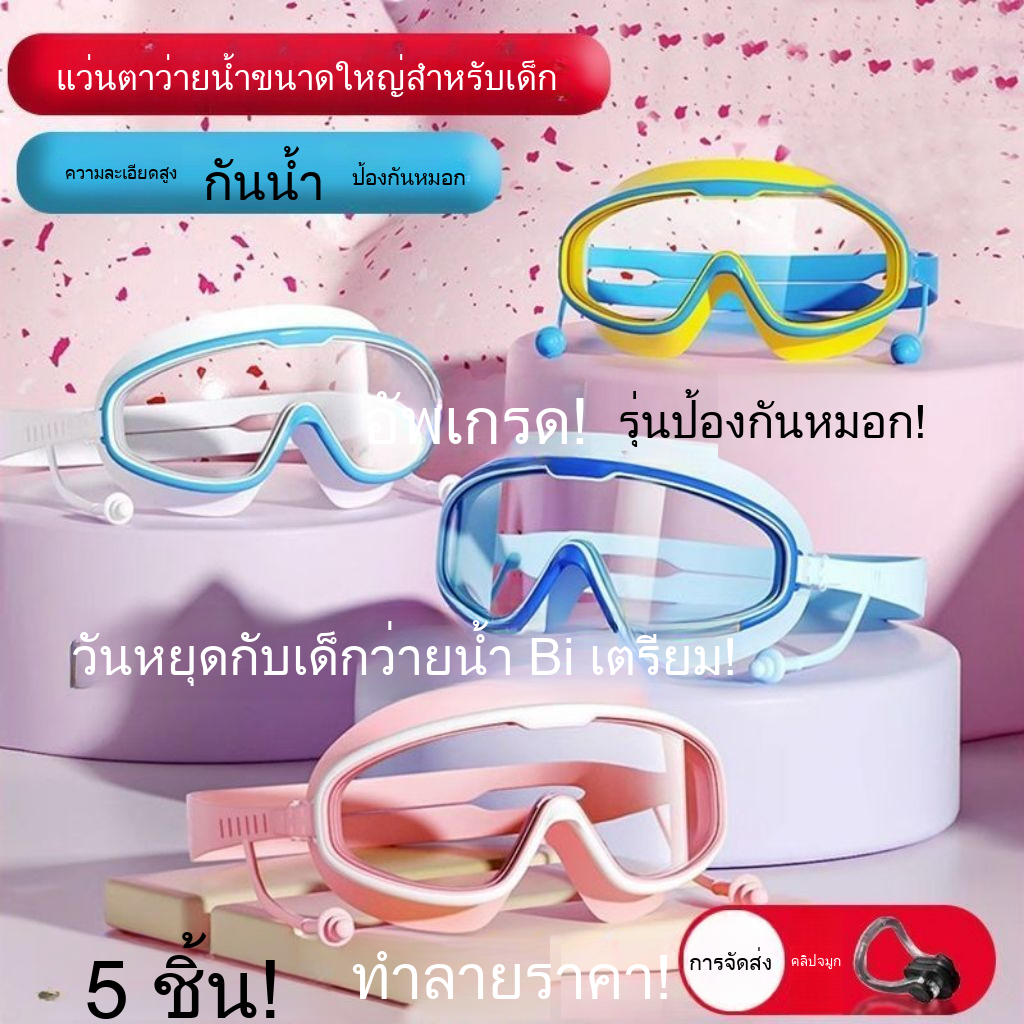 แว่นตาว่ายน้ำขนาดใหญ่สำหรับเด็ก
ความละเอียดสูง กันน้ำ ป้องกันหมอก
อัพเกรด! รุ่นป้องกันหมอก!
วันหยุดกับเด็กว่ายน้ำ Bi เตรียม!
5 ชิ้น! ทำลายราคา! การจัดส่ง คลิปจมูก